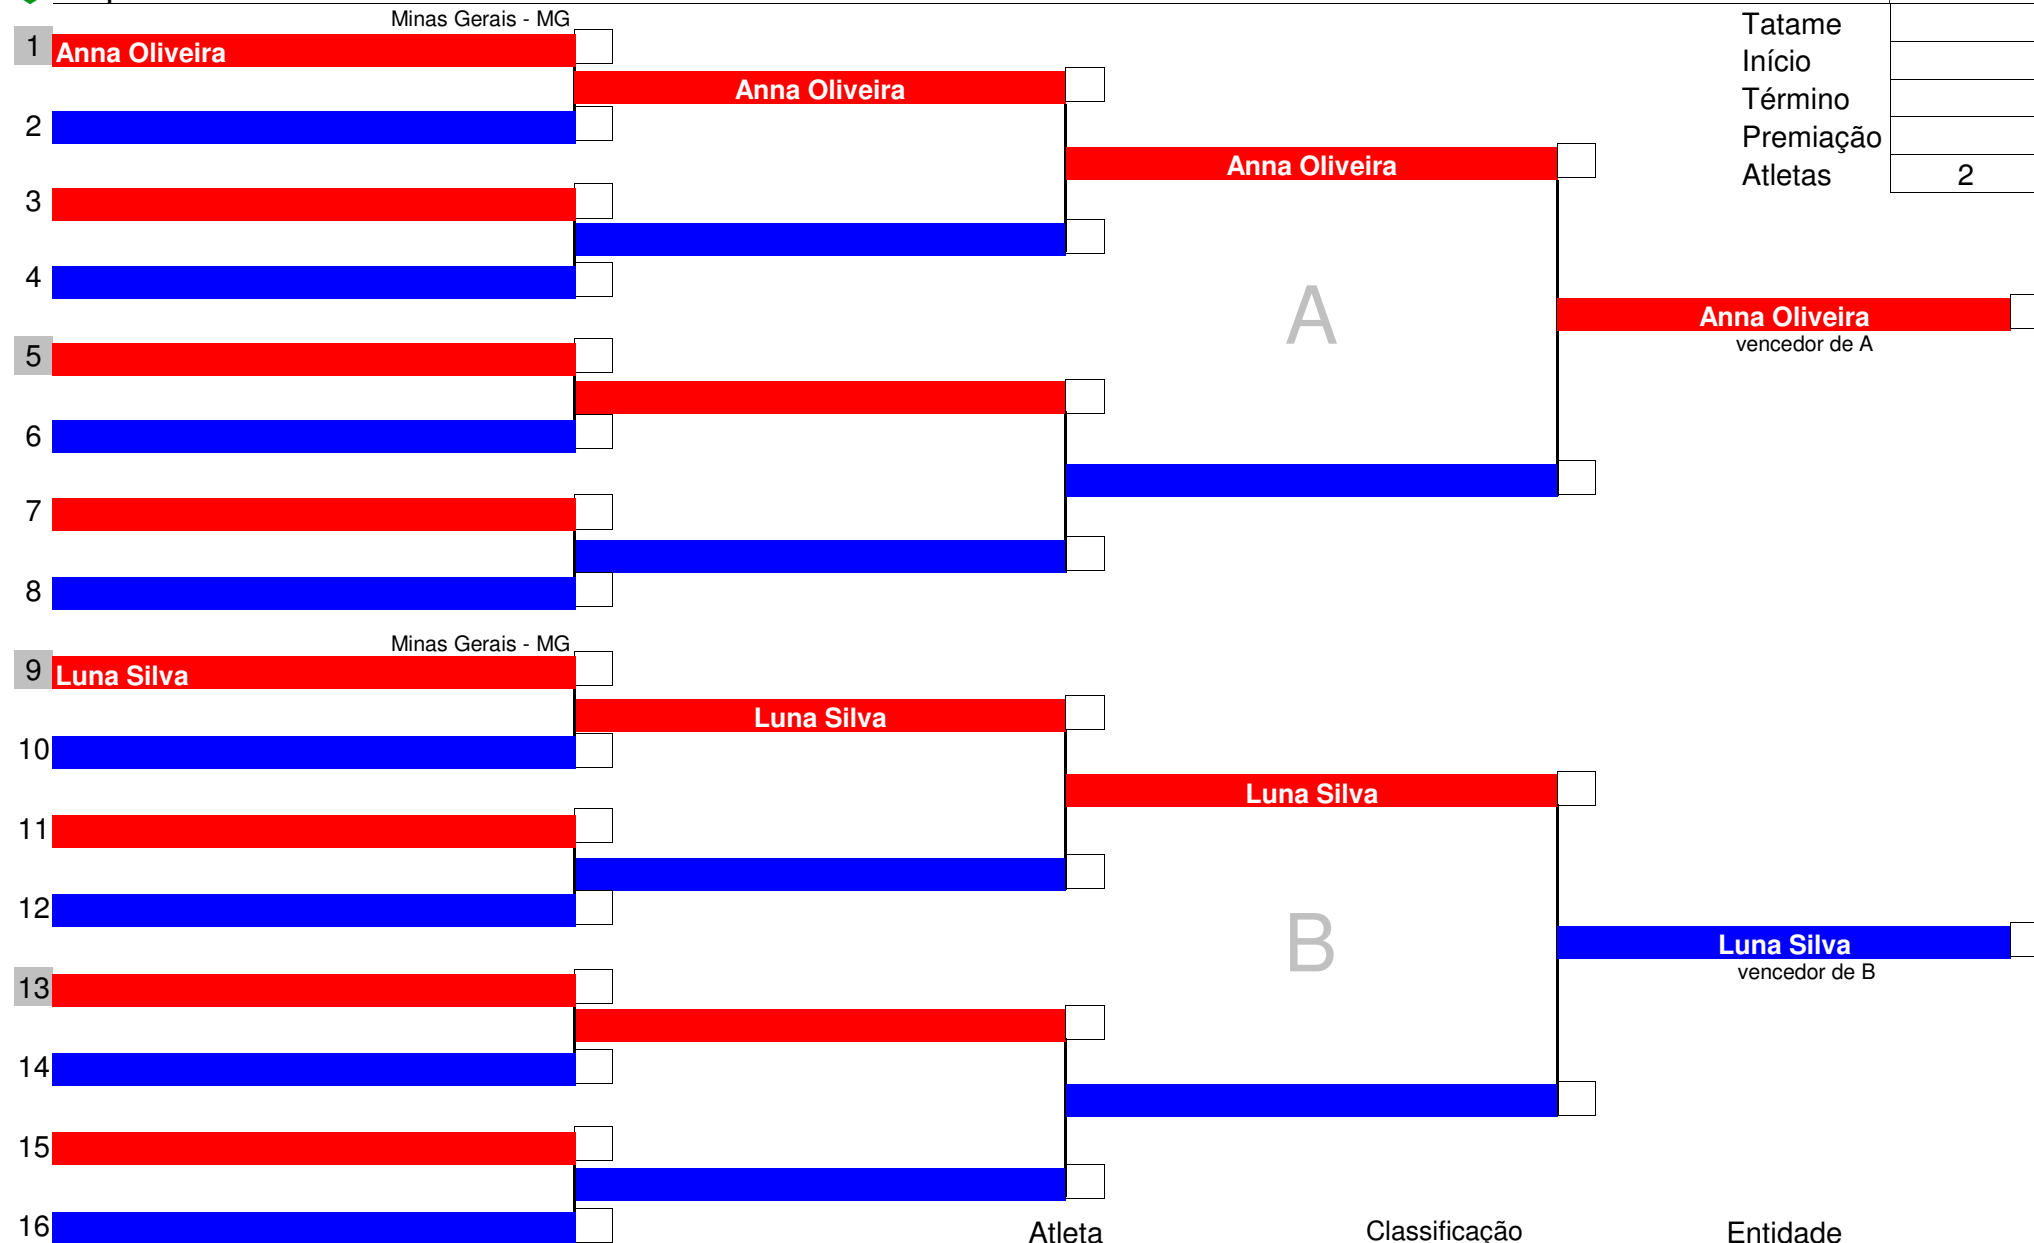 Minas Gerais - MG
Tatame
1 Anna Oliveira
Início
Anna Oliveira
Término
2
Premiação
Anna Oliveira
Atletas 2
3
4
A
Anna Oliveira
5
vencedor de A
6
7
8
Minas Gerais - MG
9 Luna Silva
Luna Silva
10
Luna Silva
11
12
B
Luna Silva
vencedor de B
13
14
15
16
Atleta Classificação Entidade